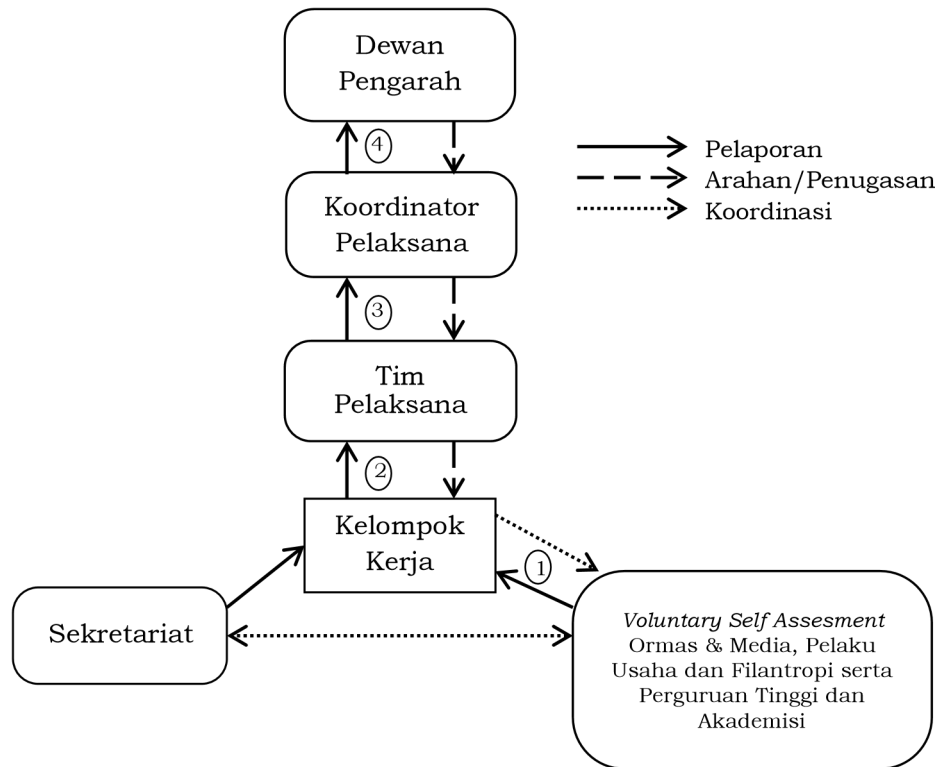 Dewan
Pengarah
4
Pelaporan
Arahan/Penugasan
Koordinasi
Koordinator
Pelaksana
3
Tim
Pelaksana
2
Kelompok
Kerja
1
Sekretariat
Voluntary Self Assesment
Ormas & Media, Pelaku
Usaha dan Filantropi serta
Perguruan Tinggi dan
Akademisi